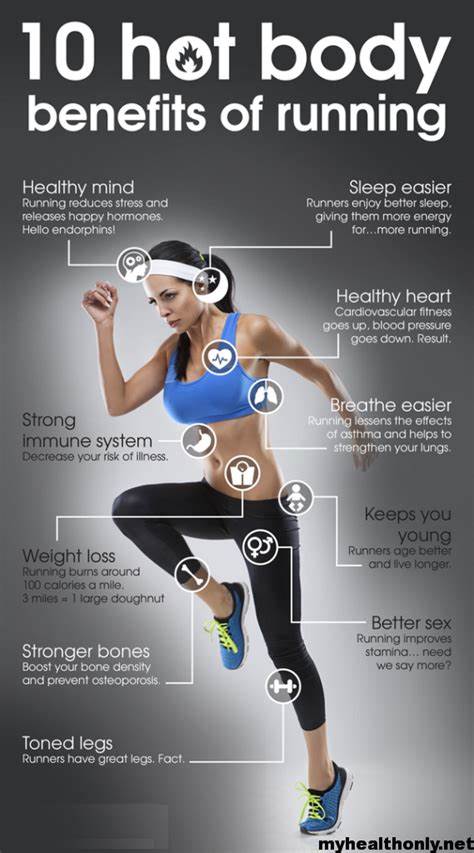 10 hot body
benefits of running
Healthy mind
Running reduces stress and
releases happy hormones.
Hello endorphins!
Sleep easier
Runners enjoy better sleep,
giving them more energy
for...more running.
Healthy heart
Cardiovascular fitness
goes up, blood pressure
goes down. Result.
Breathe easier
Running lessens the effects
of asthma and helps to
strengthen your lungs.
Strong
immune system
Decrease your risk of illness.
Keeps you
young
Runners age better
and live longer.
Weight loss
Running burns around
100 calories a mile.
3 miles = 1 large doughnut
Better sex
Running improves
stamina... need
we say more?
Stronger bones
Boost your bone density
and prevent osteoporosis.
Toned legs
Runners have great legs. Fact.
myhealthonly.net